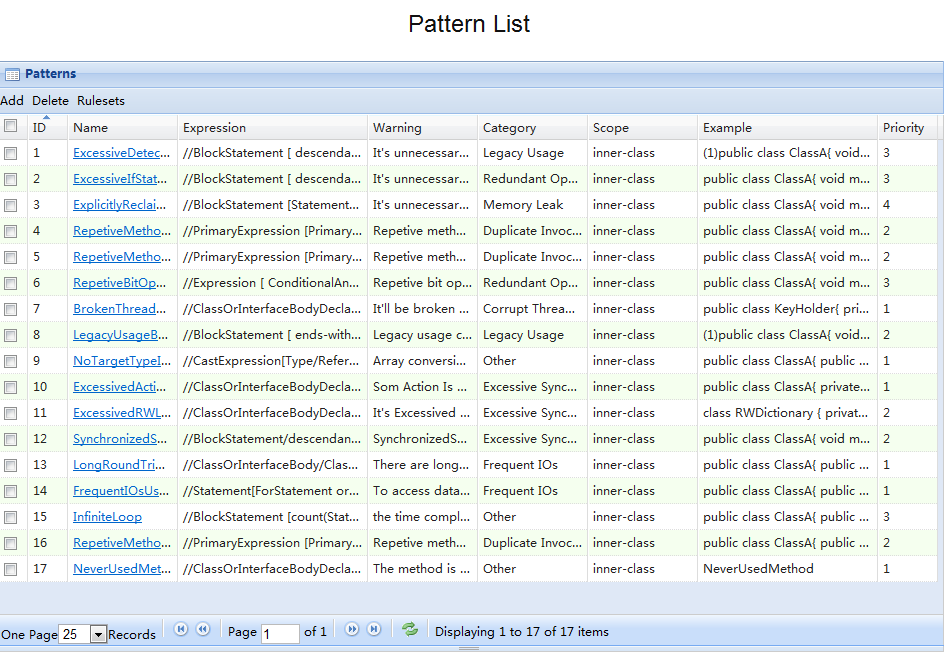 Pattern List
Patterns
Add Delete Rulesets
ID Name Expression Warning Category Scope Example Priority
1 ExcessiveDetec... //BlockStatement [ descenda... It's unnecessar... Legacy Usage inner-class (1)public class ClassA{ void... 3
2 ExcessiveIfStat... //BlockStatement [ descenda... It's unnecessar... Redundant Op... inner-class public class ClassA{ void m... 3
3 ExplicitlyReclai... //BlockStatement [Statement... It's unnecessar... Memory Leak inner-class public class ClassA{ void m... 4
4 RepetiveMetho... //PrimaryExpression [Primary... Repetive meth... Duplicate Invoc... inner-class public class ClassA{ void m... 2
5 RepetiveMetho... //PrimaryExpression [Primary... Repetive meth... Duplicate Invoc... inner-class public class ClassA{ void m... 2
6 RepetiveBitOp... //Expression [ ConditionalAn... Repetive bit op... Redundant Op... inner-class public class ClassA{ void m... 3
7 BrokenThread... //ClassOrInterfaceBodyDecla... It'll be broken ... Corrupt Threa... inner-class public class KeyHolder{ pri... 1
8 LegacyUsageB... //BlockStatement [ ends-with... Legacy usage c... Legacy Usage inner-class (1)public class ClassA{ void... 2
9 NoTargetTypeI... //CastExpression[Type/Refer... Array conversi... Other inner-class public class ClassA{ public ... 1
10 ExcessivedActi... //ClassOrInterfaceBodyDecla... Som Action Is ... Excessive Sync... inner-class public class ClassA{ private... 1
11 ExcessivedRWL... //ClassOrInterfaceBodyDecla... It's Excessived ... Excessive Sync... inner-class class RWDictionary { privat... 2
12 SynchronizedS... //BlockStatement/descendan... SynchronizedS... Excessive Sync... inner-class public class ClassA{ void m... 2
13 LongRoundTri... //ClassOrInterfaceBody/Clas... There are long... Frequent IOs inner-class public class ClassA{ public ... 1
14 FrequentIOsUs... //Statement[ForStatement or... To access data... Frequent IOs inner-class public class ClassA{ public ... 1
15 InfiniteLoop //BlockStatement [count(Stat... the time compl... Other inner-class public class ClassA{ public ... 3
16 RepetiveMetho... //PrimaryExpression [Primary... Repetive meth... Duplicate Invoc... inner-class public class ClassA{ public ... 2
17 NeverUsedMet... //ClassOrInterfaceBodyDecla... The method is ... Other inner-class NeverUsedMethod 1
One Page 25 Records Page 1 of 1 Displaying 1 to 17 of 17 items